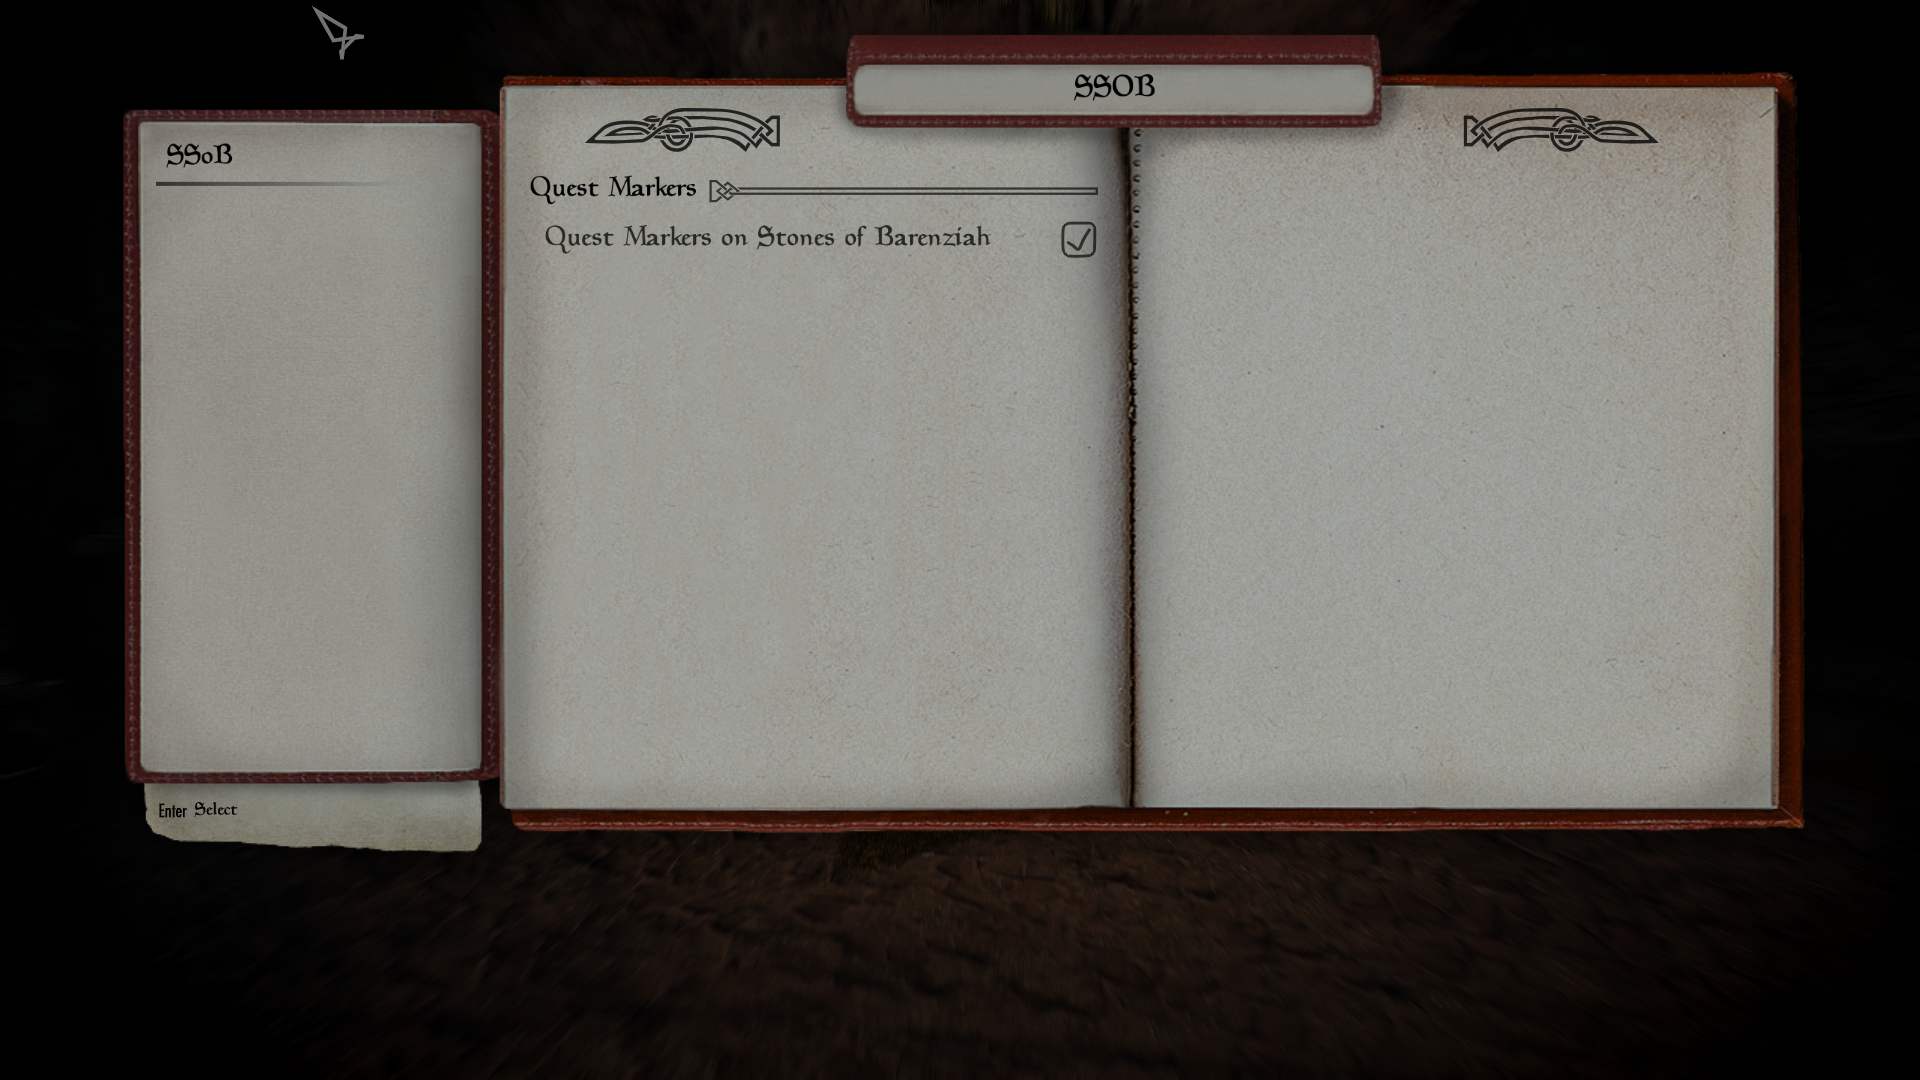 SSOB
SSoB
Quest Markers
Quest Markers on Stones of Barenziah
Enter Select